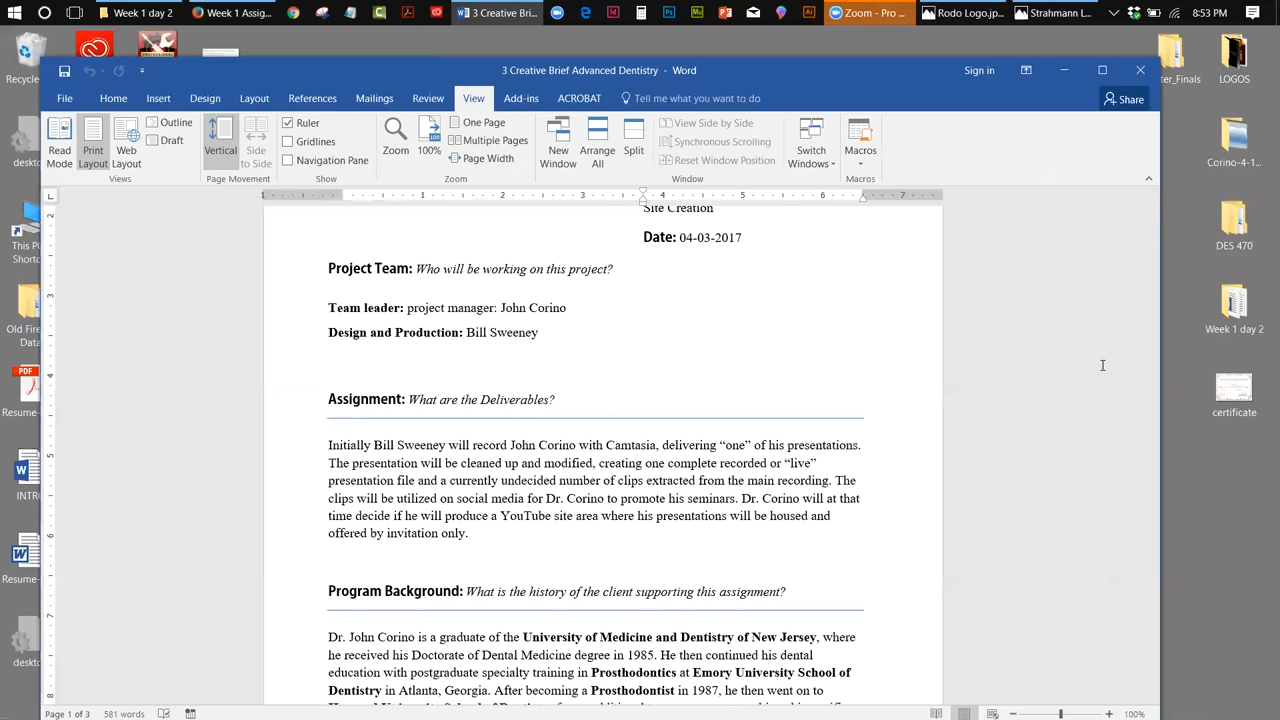 Week 1 day 2
Week 1 Assig...
3 Creative Bri...
Zoom - Pro ...
Rodo Logo.jp...
Strahmann L...
8:53 PM
Recycle
3 Creative Brief Advanced Dentistry - Word
Sign in
File
Home
Insert
Design
Layout
References
Mailings
Review
View
Add-ins
ACROBAT
Tell me what you want to do
Share
Read Mode
Print Layout
Web Layout
Outline
Draft
Views
Vertical
Side to Side
Page Movement
Ruler
Gridlines
Navigation Pane
Show
Zoom
100%
One Page
Multiple Pages
Page Width
Zoom
New Window
Arrange All
Split
View Side by Side
Synchronous Scrolling
Reset Window Position
Window
Switch Windows
Macros
Macros
Site Creation
Date: 04-03-2017
Project Team: Who will be working on this project?
Team leader: project manager: John Corino
Design and Production: Bill Sweeney
Assignment: What are the Deliverables?
Initially Bill Sweeney will record John Corino with Camtasia, delivering “one” of his presentations.
The presentation will be cleaned up and modified, creating one complete recorded or “live”
presentation file and a currently undecided number of clips extracted from the main recording. The
clips will be utilized on social media for Dr. Corino to promote his seminars. Dr. Corino will at that
time decide if he will produce a YouTube site area where his presentations will be housed and
offered by invitation only.
Program Background: What is the history of the client supporting this assignment?
Dr. John Corino is a graduate of the University of Medicine and Dentistry of New Jersey, where
he received his Doctorate of Dental Medicine degree in 1985. He then continued his dental
education with postgraduate specialty training in Prosthodontics at Emory University School of
Dentistry in Atlanta, Georgia. After becoming a Prosthodontist in 1987, he then went on to
Page 1 of 3
581 words
100%
ter_Finals
LOGOS
Corino-4-1...
DES 470
Week 1 day 2
certificate
This PC
Shortc
Old Fire
Data
PDF
Resume-
Resume-
deskto